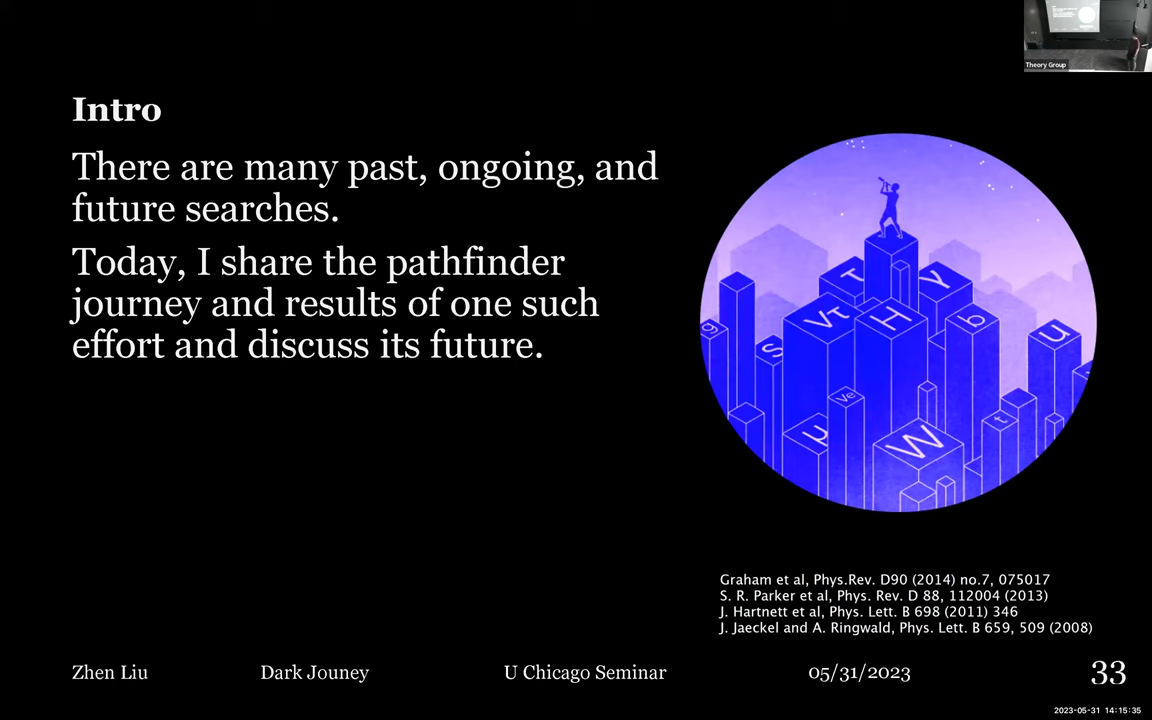 Theory Group
Intro
There are many past, ongoing, and
future searches.
Today, I share the pathfinder
journey and results of one such
effort and discuss its future.
τ
γ
ντ
H
b
g
s
u
νe
μ
t
W
Graham et al, Phys.Rev. D90 (2014) no.7, 075017
S. R. Parker et al, Phys. Rev. D 88, 112004 (2013)
J. Hartnett et al, Phys. Lett. B 698 (2011) 346
J. Jaeckel and A. Ringwald, Phys. Lett. B 659, 509 (2008)
Zhen Liu
Dark Jouney
U Chicago Seminar
05/31/2023
33
2023-05-31 14:15:35